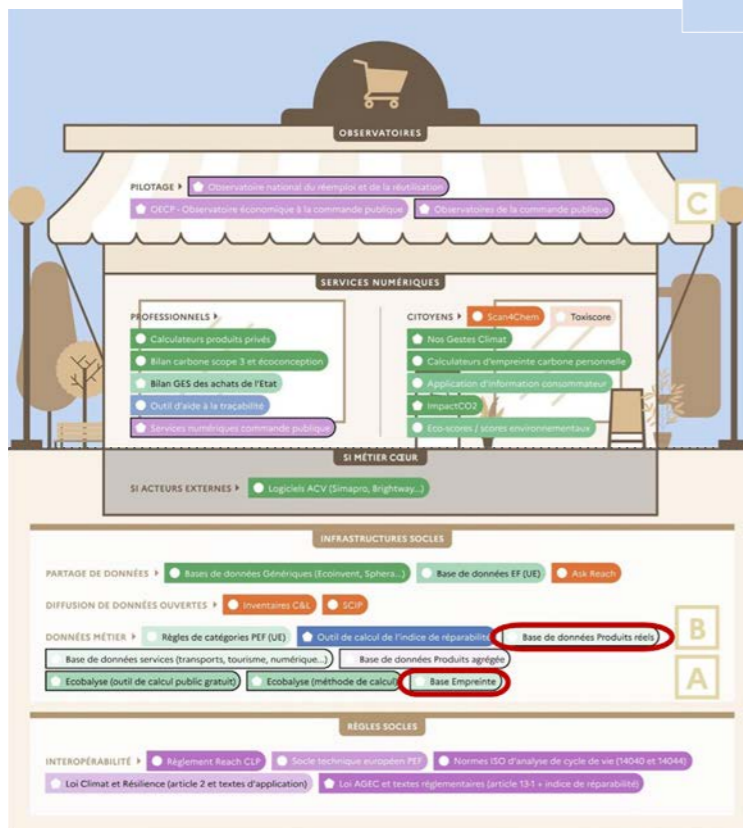 OBSERVATOIRES
PILOTAGE Observatoire national du réemploi et de la réutilisation
OECP - Observatoire économique à la commande publique Observatoires de la commande publique
C
SERVICES NUMÉRIQUES
PROFESSIONNELS
Calculateurs produits privés
Bilan carbone scope 3 et écoconception
Bilan GES des achats de l'Etat
Outil d'aide à la traçabilité
Services numériques commande publique
CITOYENS Scan4Chem Toxiscore
Nos Gestes Climat
Calculateurs d'empreinte carbone personnelle
Application d'information consommateur
ImpactCO2
Eco-scores / scores environnementaux
SI MÉTIER CŒUR
SI ACTEURS EXTERNES Logiciels ACV (Simapro, Brightway...)
INFRASTRUCTURES SOCLES
PARTAGE DE DONNÉES Bases de données Génériques (Ecoinvent, Sphera...) Base de données EF (UE) Ask Reach
DIFFUSION DE DONNÉES OUVERTES Inventaires C&L SCIP
DONNÉES MÉTIER Règles de catégories PEF (UE) Outil de calcul de l'indice de réparabilité Base de données Produits réels
B
Base de données services (transports, tourisme, numérique...) Base de données Produits agrégée
Ecobalyse (outil de calcul public gratuit) Ecobalyse (méthode de calcul) Base Empreinte
A
RÈGLES SOCLES
INTEROPÉRABILITÉ Règlement Reach CLP Socle technique européen PEF Normes ISO d'analyse de cycle de vie (14040 et 14044)
Loi Climat et Résilience (article 2 et textes d'application) Loi AGEC et textes réglementaires (article 13-1 + indice de réparabilité)